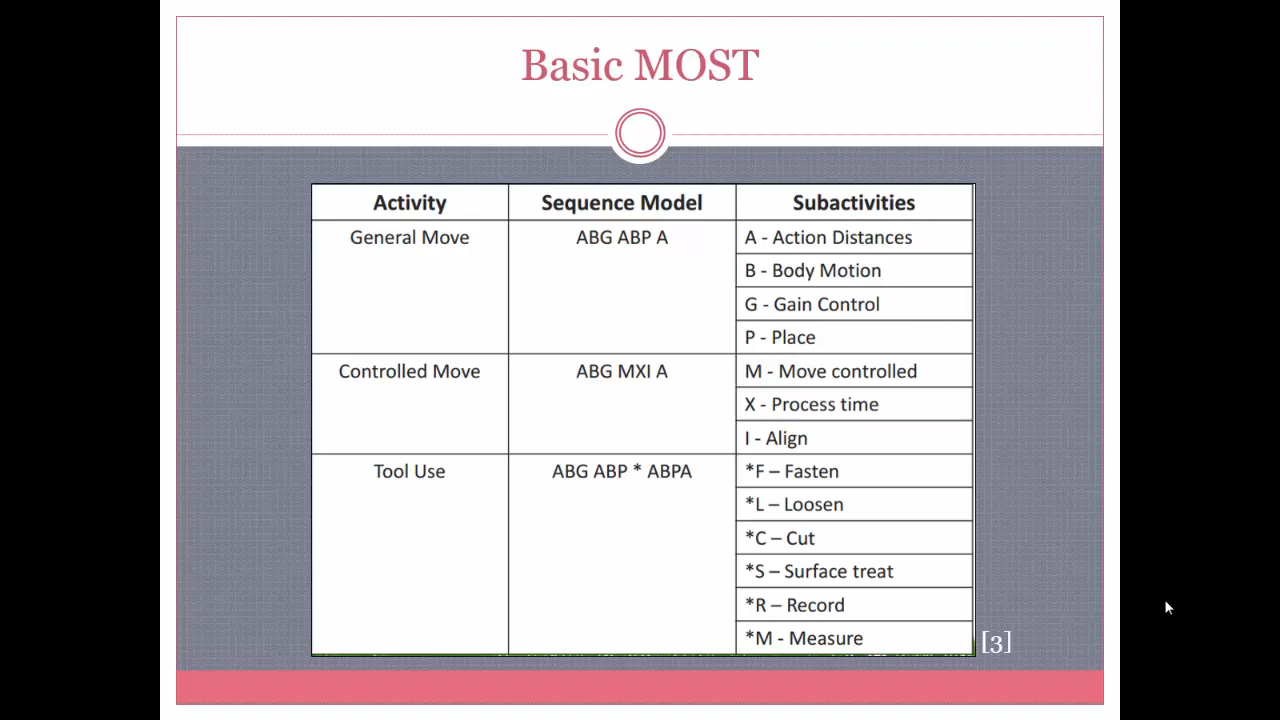 Basic MOST
Activity Sequence Model Subactivities
General Move ABG ABP A A - Action Distances
B - Body Motion
G - Gain Control
P - Place
Controlled Move ABG MXI A M - Move controlled
X - Process time
I - Align
Tool Use ABG ABP * ABPA *F – Fasten
*L – Loosen
*C – Cut
*S – Surface treat
*R – Record
*M - Measure
[3]